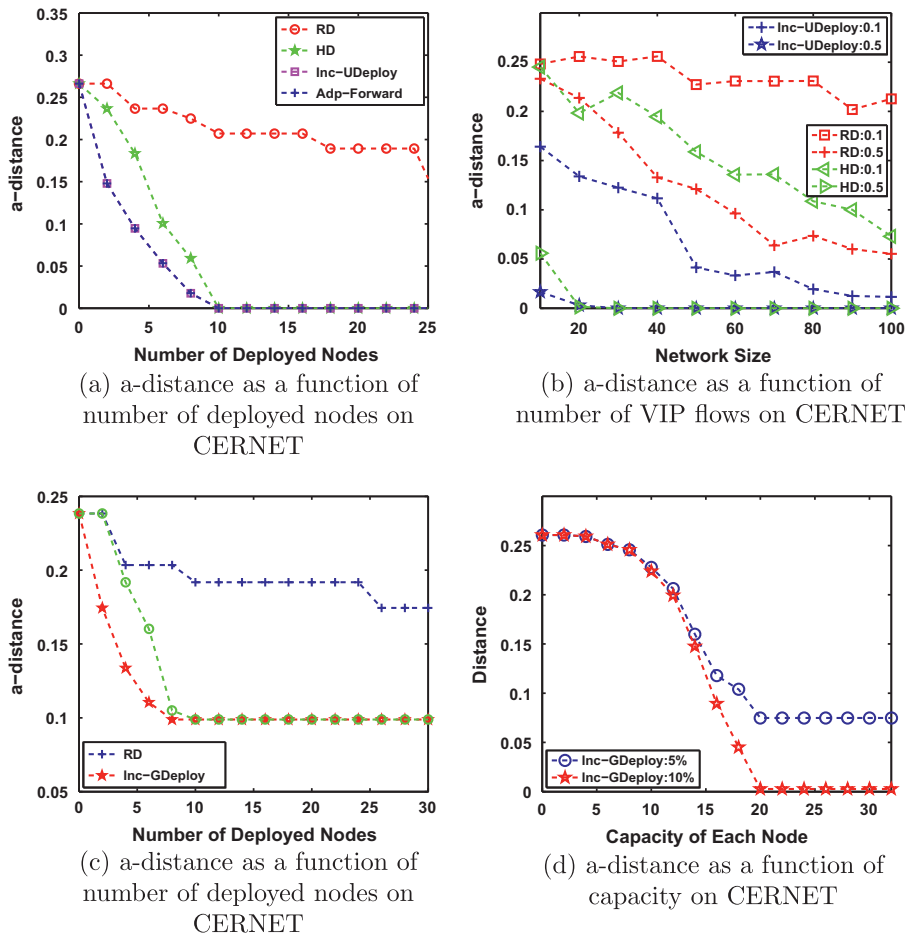 0.35
0.3
0.25
0.2
0.15
0.1
0.05
0
a-distance
RD
HD
Inc-UDeploy
Adp-Forward
0 5 10 15 20 25
Number of Deployed Nodes
(a) a-distance as a function of
number of deployed nodes on
CERNET
0.25
0.2
0.15
0.1
0.05
0
a-distance
Inc-UDeploy:0.1
Inc-UDeploy:0.5
RD:0.1
RD:0.5
HD:0.1
HD:0.5
20 40 60 80 100
Network Size
(b) a-distance as a function of
number of VIP flows on CERNET
0.25
0.2
0.15
0.1
0.05
a-distance
RD
Inc-GDeploy
0 5 10 15 20 25 30
Number of Deployed Nodes
(c) a-distance as a function of
number of deployed nodes on
CERNET
0.25
0.2
0.15
0.1
0.05
0
Distance
Inc-GDeploy:5%
Inc-GDeploy:10%
0 5 10 15 20 25 30
Capacity of Each Node
(d) a-distance as a function of
capacity on CERNET